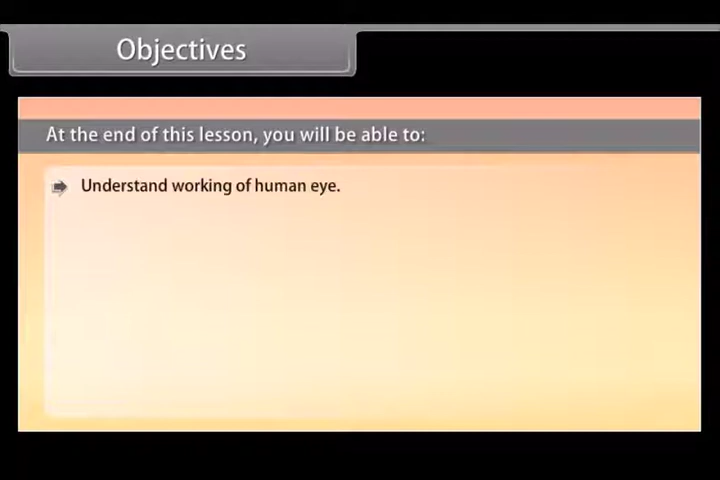 Objectives
At the end of this lesson, you will be able to:
Understand working of human eye.